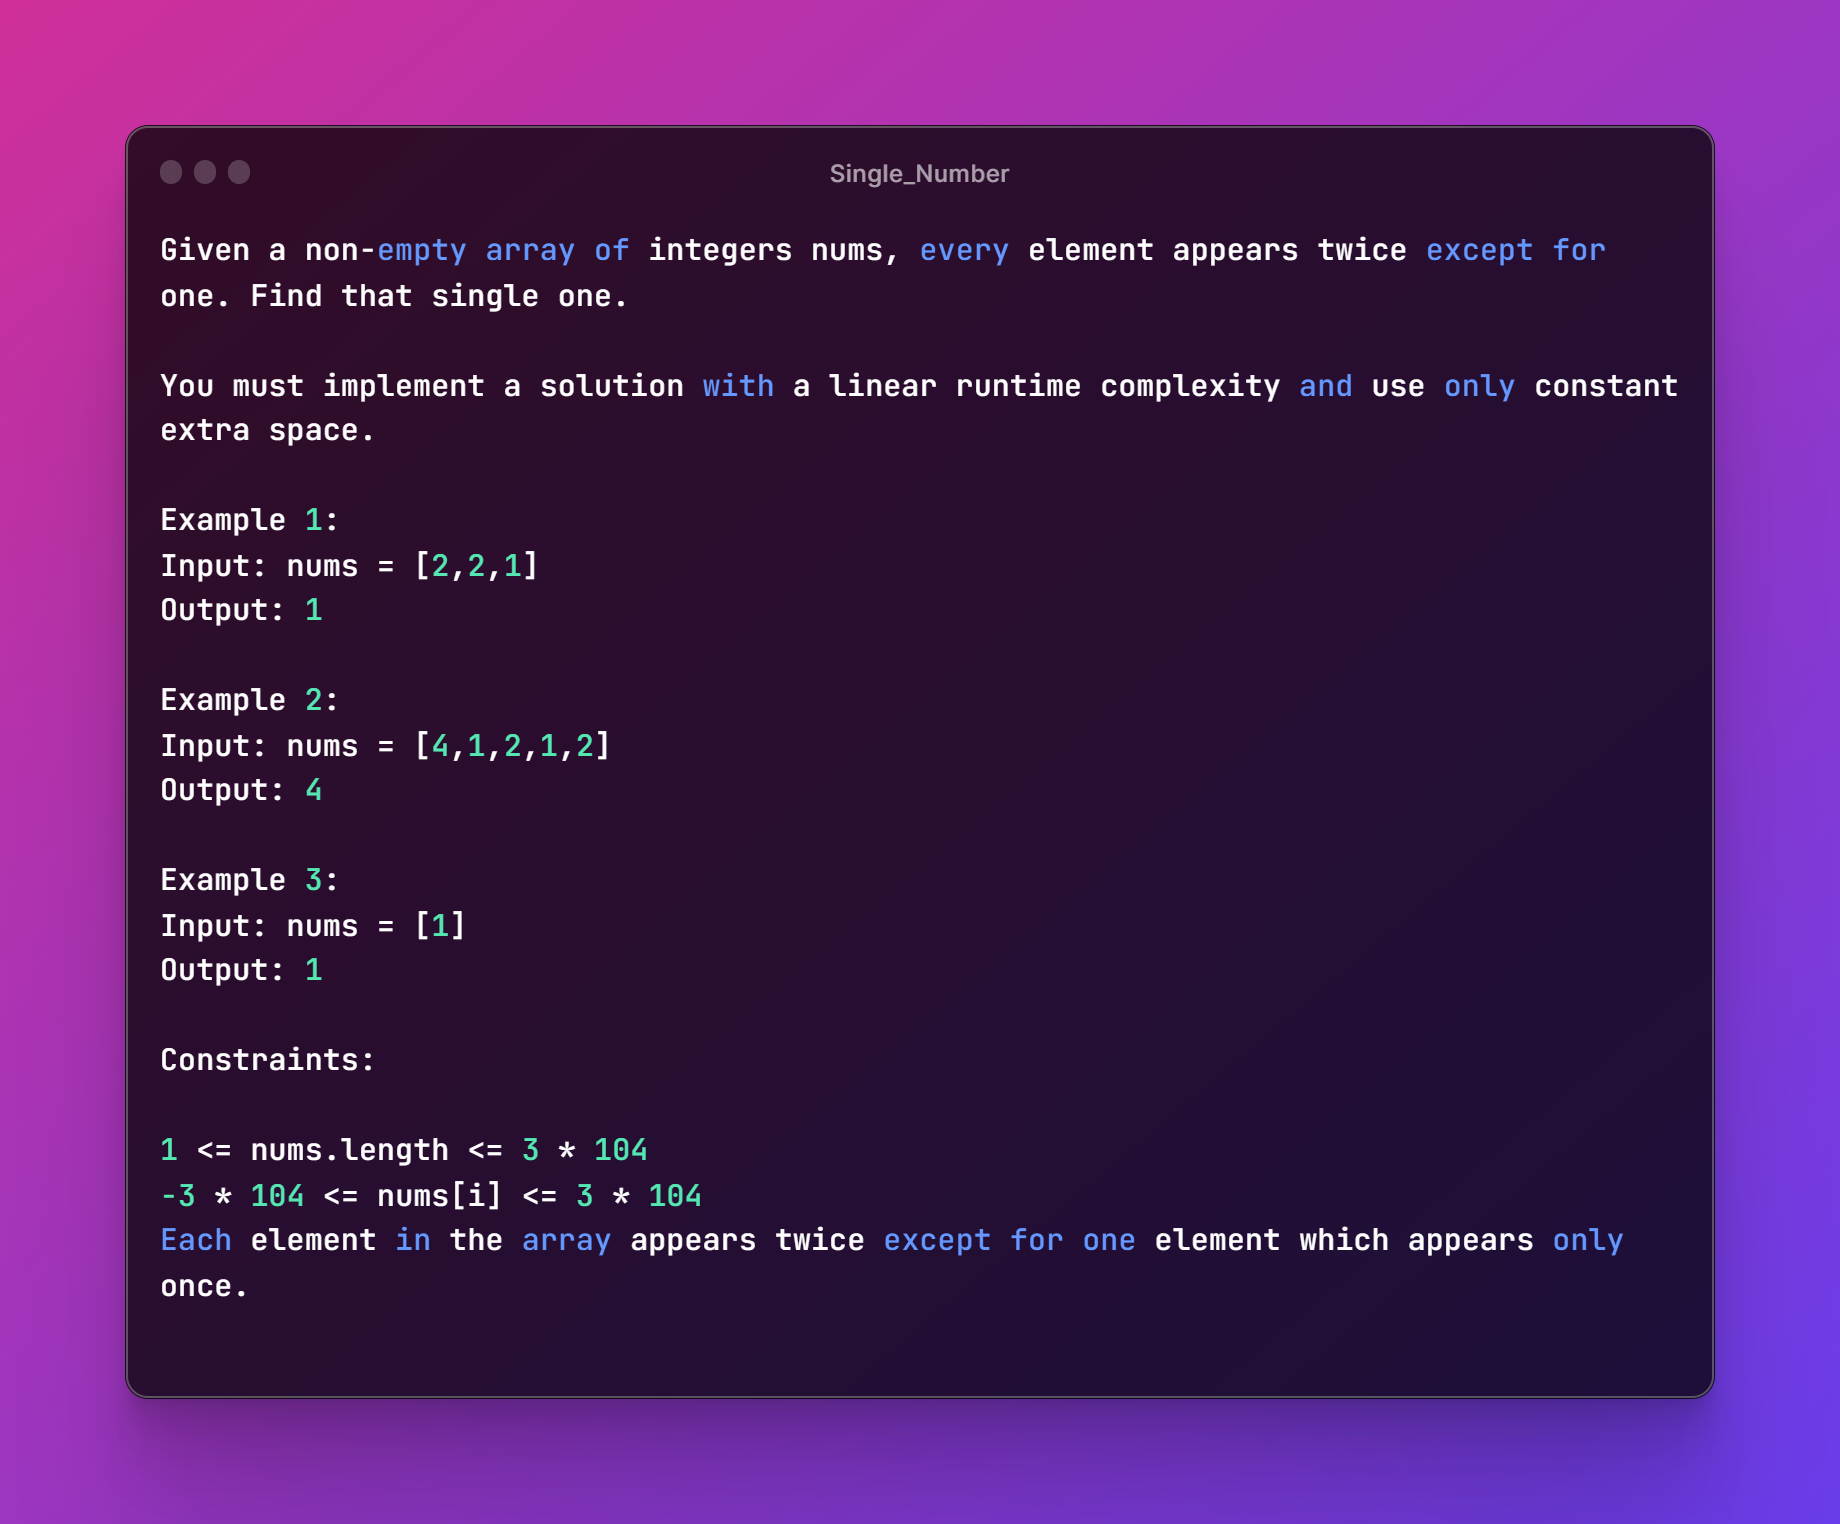 Single_Number
Given a non-empty array of integers nums, every element appears twice except for
one. Find that single one.
You must implement a solution with a linear runtime complexity and use only constant
extra space.
Example 1:
Input: nums = [2,2,1]
Output: 1
Example 2:
Input: nums = [4,1,2,1,2]
Output: 4
Example 3:
Input: nums = [1]
Output: 1
Constraints:
1 <= nums.length <= 3 * 104
-3 * 104 <= nums[i] <= 3 * 104
Each element in the array appears twice except for one element which appears only
once.